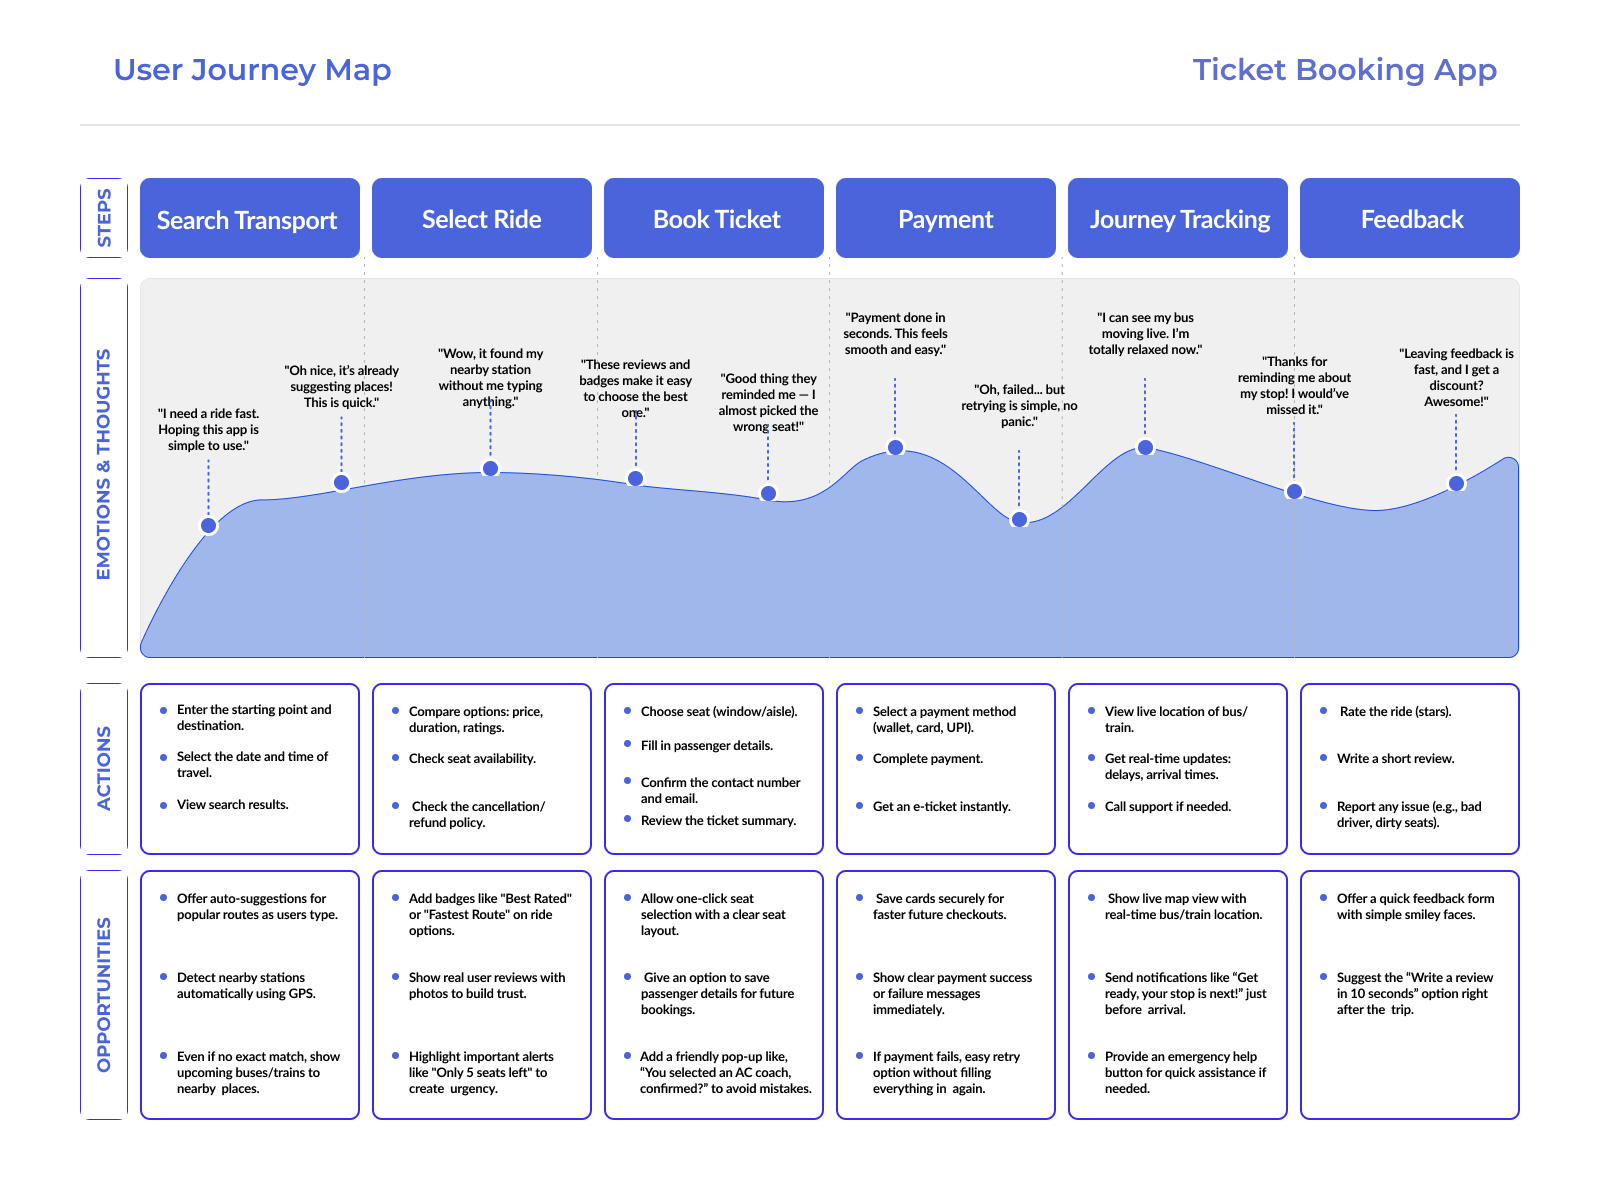 User Journey Map
Ticket Booking App
STEPS
Search Transport
Select Ride
Book Ticket
Payment
Journey Tracking
Feedback
EMOTIONS & THOUGHTS
"I need a ride fast.
Hoping this app is
simple to use."
"Oh nice, it's already
suggesting places!
This is quick."
"Wow, it found my
nearby station
without me typing
anything."
"These reviews and
badges make it easy
to choose the best
one."
"Good thing they
reminded me — I
almost picked the
wrong seat!"
"Payment done in
seconds. This feels
smooth and easy."
"Oh, failed... but
retrying is simple, no
panic."
"I can see my bus
moving live. I'm
totally relaxed now."
"Thanks for
reminding me about
my stop! I would've
missed it."
"Leaving feedback is
fast, and I get a
discount?
Awesome!"
ACTIONS
Enter the starting point and
destination.
Select the date and time of
travel.
View search results.
Compare options: price,
duration, ratings.
Check seat availability.
Check the cancellation/
refund policy.
Choose seat (window/aisle).
Fill in passenger details.
Confirm the contact number
and email.
Review the ticket summary.
Select a payment method
(wallet, card, UPI).
Complete payment.
Get an e-ticket instantly.
View live location of bus/
train.
Get real-time updates:
delays, arrival times.
Call support if needed.
Rate the ride (stars).
Write a short review.
Report any issue (e.g., bad
driver, dirty seats).
OPPORTUNITIES
Offer auto-suggestions for
popular routes as users type.
Detect nearby stations
automatically using GPS.
Even if no exact match, show
upcoming buses/trains to
nearby places.
Add badges like "Best Rated"
or "Fastest Route" on ride
options.
Show real user reviews with
photos to build trust.
Highlight important alerts
like "Only 5 seats left" to
create urgency.
Allow one-click seat
selection with a clear seat
layout.
Give an option to save
passenger details for future
bookings.
Add a friendly pop-up like,
“You selected an AC coach,
confirmed?” to avoid mistakes.
Save cards securely for
faster future checkouts.
Show clear payment success
or failure messages
immediately.
If payment fails, easy retry
option without filling
everything in again.
Show live map view with
real-time bus/train location.
Send notifications like “Get
ready, your stop is next!” just
before arrival.
Provide an emergency help
button for quick assistance if
needed.
Offer a quick feedback form
with simple smiley faces.
Suggest the “Write a review
in 10 seconds” option right
after the trip.